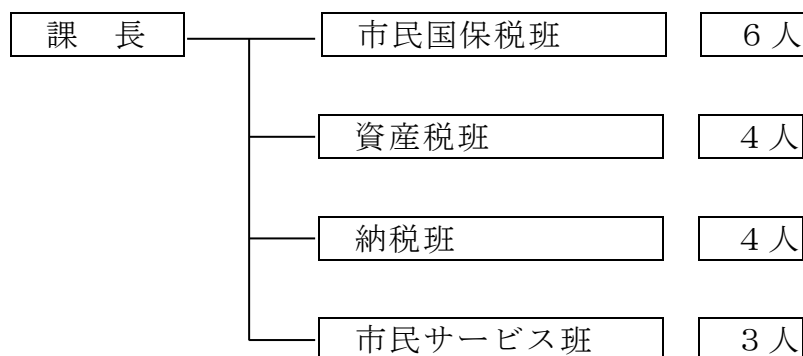 課　長　市民国保税班　６人
資産税班　４人
納税班　４人
市民サービス班　３人